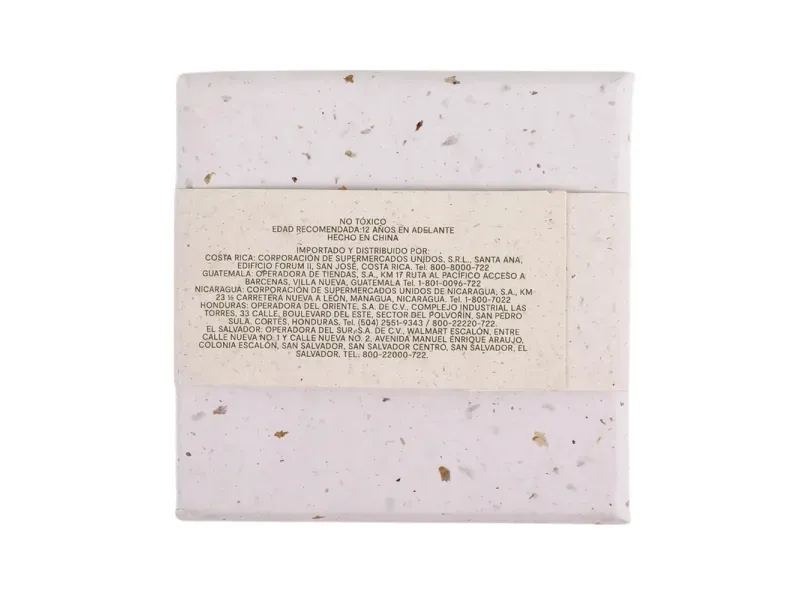 NO TÓXICO
EDAD RECOMENDADA:12 AÑOS EN ADELANTE
HECHO EN CHINA
IMPORTADO Y DISTRIBUIDO POR:
COSTA RICA: CORPORACIÓN DE SUPERMERCADOS UNIDOS, S.R.L., SANTA ANA,
EDIFICIO FORUM II, SAN JOSÉ, COSTA RICA. Tel. 800-8000-722
GUATEMALA: OPERADORA DE TIENDAS, S.A., KM 17 RUTA AL PACÍFICO ACCESO A
BARCENAS, VILLA NUEVA, GUATEMALA Tel. 1-801-0096-722
NICARAGUA: CORPORACIÓN DE SUPERMERCADOS UNIDOS DE NICARAGUA, S.A., KM
23 ½ CARRETERA NUEVA A LEÓN, MANAGUA, NICARAGUA. Tel. 1-800-7022
HONDURAS: OPERADORA DEL ORIENTE, S.A. DE C.V., COMPLEJO INDUSTRIAL LAS
TORRES, 33 CALLE, BOULEVARD DEL ESTE, SECTOR DEL POLVORÍN, SAN PEDRO
SULA, CORTÉS, HONDURAS, Tel. (504) 2551-9343 / 800-22220-722.
EL SALVADOR: OPERADORA DEL SUR, S.A. DE C.V., WALMART ESCALÓN, ENTRE
CALLE NUEVA NO. 1 Y CALLE NUEVA NO. 2, AVENIDA MANUEL ENRIQUE ARAUJO,
COLONIA ESCALÓN, SAN SALVADOR, SAN SALVADOR CENTRO, SAN SALVADOR, EL
SALVADOR. TEL. 800-22000-722.